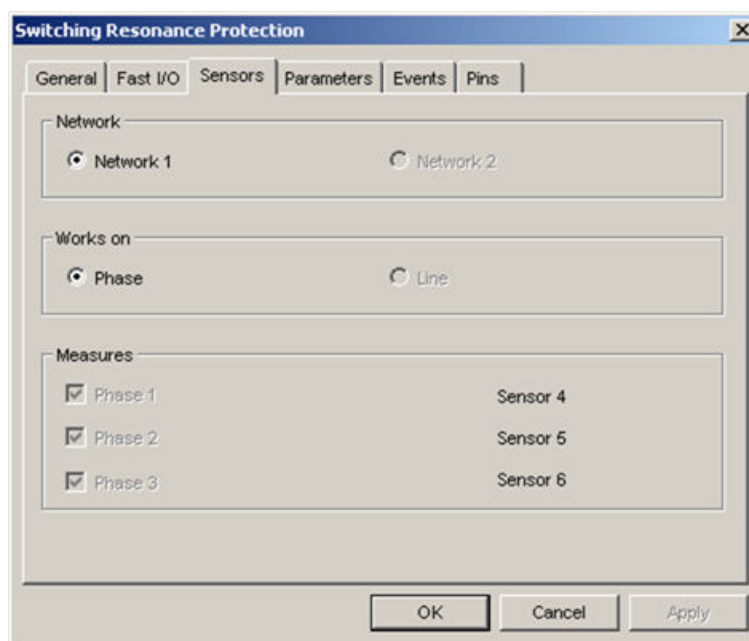 Switching Resonance Protection
General Fast I/O Sensors Parameters Events Pins
Network
Network 1 Network 2
Works on
Phase Line
Measures
Phase 1 Sensor 4
Phase 2 Sensor 5
Phase 3 Sensor 6
OK Cancel Apply